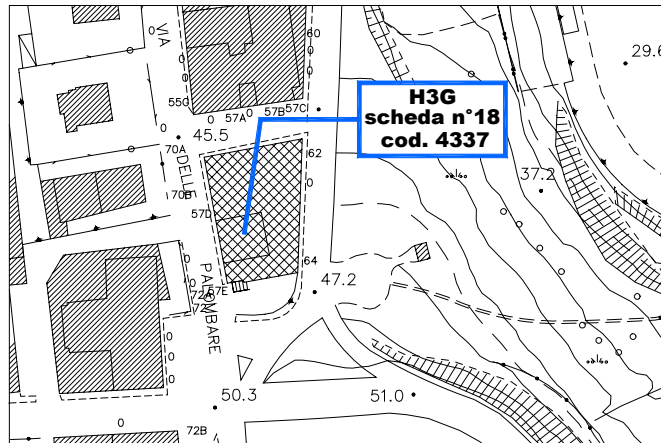 VIA
60
29.6
H3G
scheda n°18
cod. 4337
55C
57A
57B
57C
45.5
70A
62
DELLE
37.2
70B
57D
64
47.2
PALOMBARE
57E
72
50.3
51.0
72B